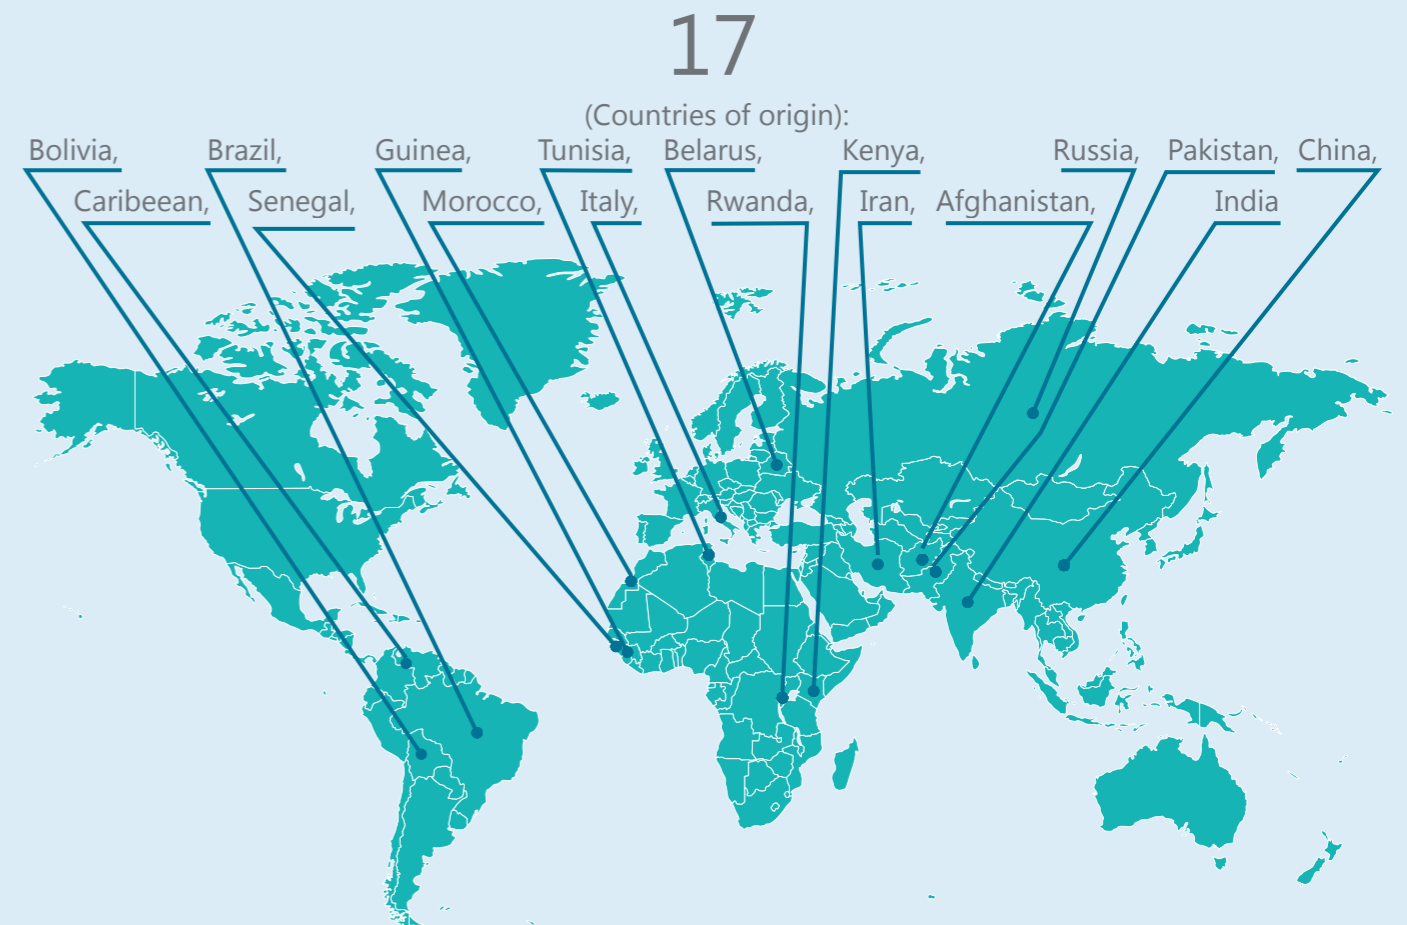 17
(Countries of origin):
Bolivia, Brazil, Guinea, Tunisia, Belarus, Kenya, Russia, Pakistan, China,
Caribeean, Senegal, Morocco, Italy, Rwanda, Iran, Afghanistan, India